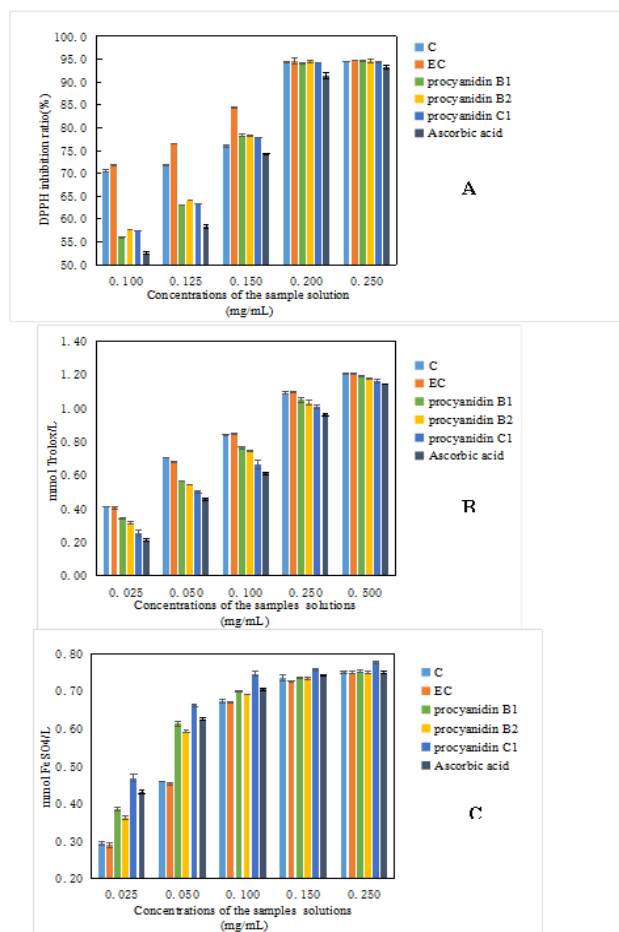 100.0
95.0
90.0
85.0
80.0
75.0
70.0
65.0
60.0
55.0
50.0
DPPH inhibition ratio(%)
0.100 0.125 0.150 0.200 0.250
Concentrations of the sample solution
(mg/mL)
C
EC
procyanidin B1
procyanidin B2
procyanidin C1
Ascorbic acid
A
1.40
1.20
1.00
0.80
0.60
0.40
0.20
0.00
mmol Trolox/L
0.025 0.050 0.100 0.250 0.500
Concentrations of the samples solutions
(mg/mL)
C
EC
procyanidin B1
procyanidin B2
procyanidin C1
Ascorbic acid
B
0.80
0.70
0.60
0.50
0.40
0.30
0.20
mmol FeSO4/L
0.025 0.050 0.100 0.150 0.250
Concentrations of the samples solutions
(mg/mL)
C
EC
procyanidin B1
procyanidin B2
procyanidin C1
Ascorbic acid
C